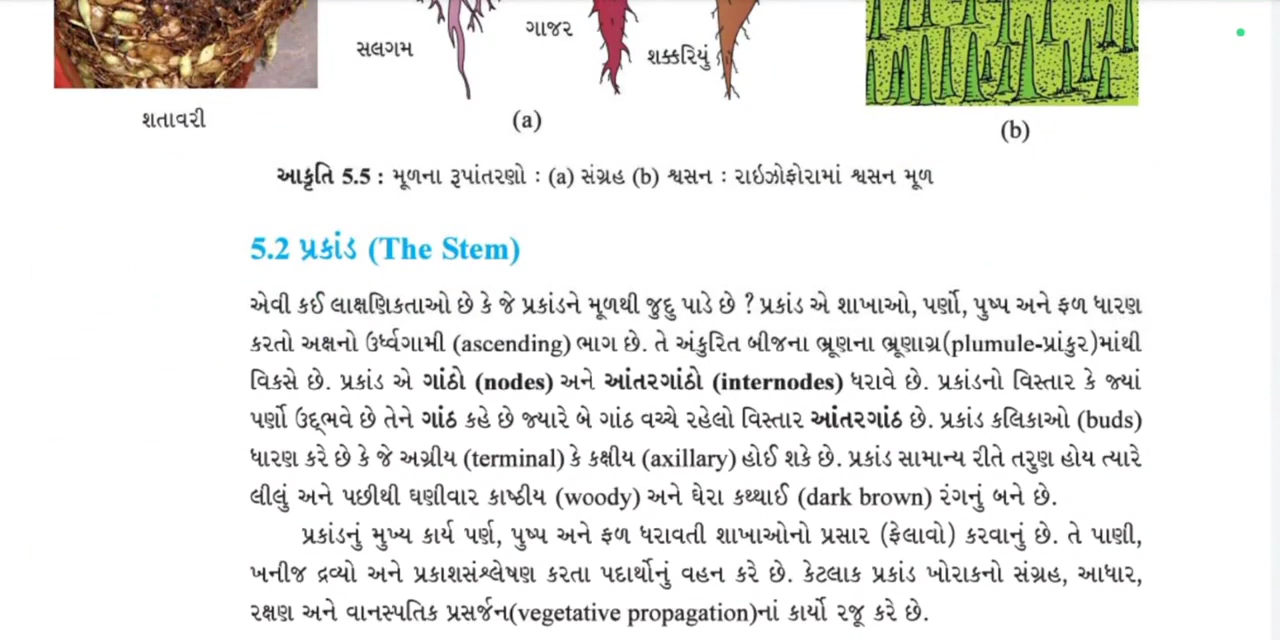 સલગમ
ગાજર
શક્કરિયું
શતાવરી
(a)
(b)
આકૃતિ 5.5 : મૂળના રૂપાંતરણો : (a) સંગ્રહ (b) શ્વસન : રાઇઝોફોરામાં શ્વસન મૂળ
5.2 પ્રકાંડ (The Stem)
એવી કઈ લાક્ષણિકતાઓ છે કે જે પ્રકાંડને મૂળથી જુદુ પાડે છે ? પ્રકાંડ એ શાખાઓ, પર્ણો, પુષ્પ અને ફળ ધારણ
કરતો અક્ષનો ઉર્ધ્વગામી (ascending) ભાગ છે. તે અંકુરિત બીજના ભ્રૂણના ભ્રૂણાગ્ર(plumule-પ્રાંકુર)માંથી
વિકસે છે. પ્રકાંડ એ ગાંઠો (nodes) અને આંતરગાંઠો (internodes) ધરાવે છે. પ્રકાંડનો વિસ્તાર કે જ્યાં
પર્ણો ઉદ્દ્ભવે છે તેને ગાંઠ કહે છે જ્યારે બે ગાંઠ વચ્ચે રહેલો વિસ્તાર આંતરગાંઠ છે. પ્રકાંડ કલિકાઓ (buds)
ધારણ કરે છે કે જે અગ્રીય (terminal) કે કક્ષીય (axillary) હોઈ શકે છે. પ્રકાંડ સામાન્ય રીતે તરુણ હોય ત્યારે
લીલું અને પછીથી ઘણીવાર કાષ્ઠીય (woody) અને ઘેરા કથ્થાઈ (dark brown) રંગનું બને છે.
પ્રકાંડનું મુખ્ય કાર્ય પર્ણ, પુષ્પ અને ફળ ધરાવતી શાખાઓનો પ્રસાર (ફેલાવો) કરવાનું છે. તે પાણી,
ખનીજ દ્રવ્યો અને પ્રકાશસંશ્લેષણ કરતા પદાર્થોનું વહન કરે છે. કેટલાક પ્રકાંડ ખોરાકનો સંગ્રહ, આધાર,
રક્ષણ અને વાનસ્પતિક પ્રસર્જન(vegetative propagation)નાં કાર્યો રજૂ કરે છે.